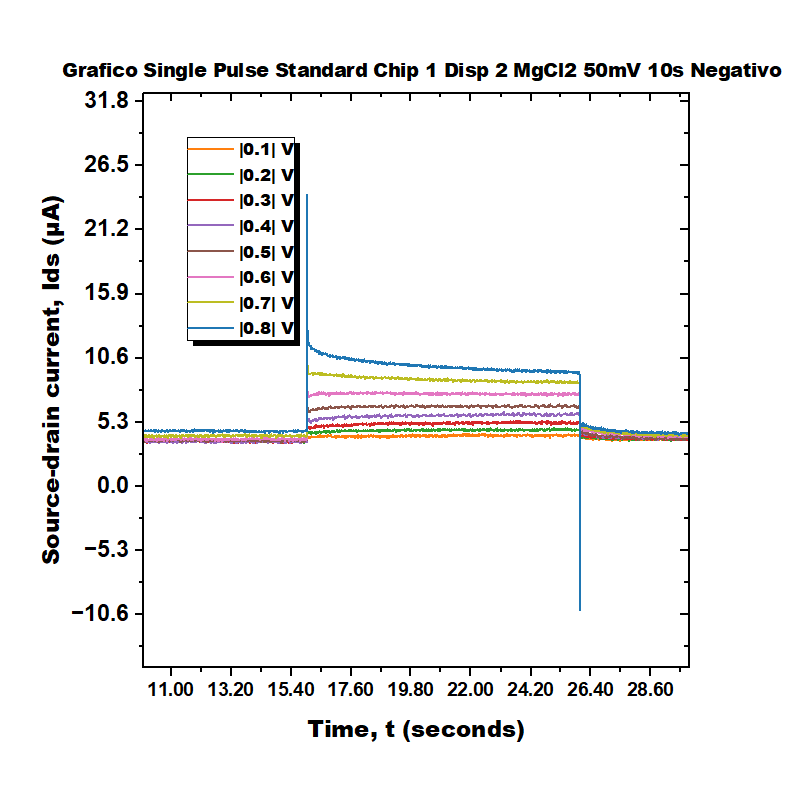 Grafico Single Pulse Standard Chip 1 Disp 2 MgCl2 50mV 10s Negativo
31.8
26.5
21.2
15.9
10.6
5.3
0.0
−5.3
−10.6
Source-drain current, Ids (µA)
|0.1| V
|0.2| V
|0.3| V
|0.4| V
|0.5| V
|0.6| V
|0.7| V
|0.8| V
11.00 13.20 15.40 17.60 19.80 22.00 24.20 26.40 28.60
Time, t (seconds)